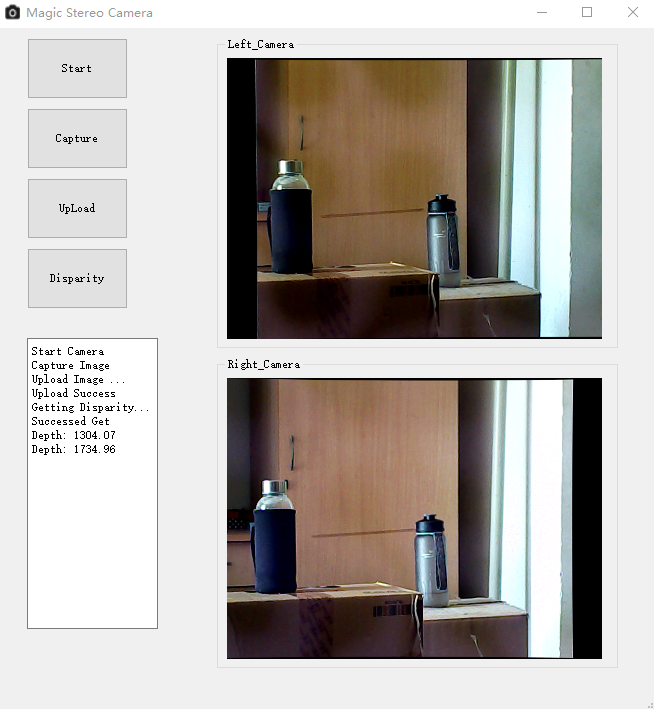 Magic Stereo Camera
Start
Capture
UpLoad
Disparity
Start Camera
Capture Image
Upload Image ...
Upload Success
Getting Disparity...
Successed Get
Depth: 1304.07
Depth: 1734.96
Left_Camera
Right_Camera